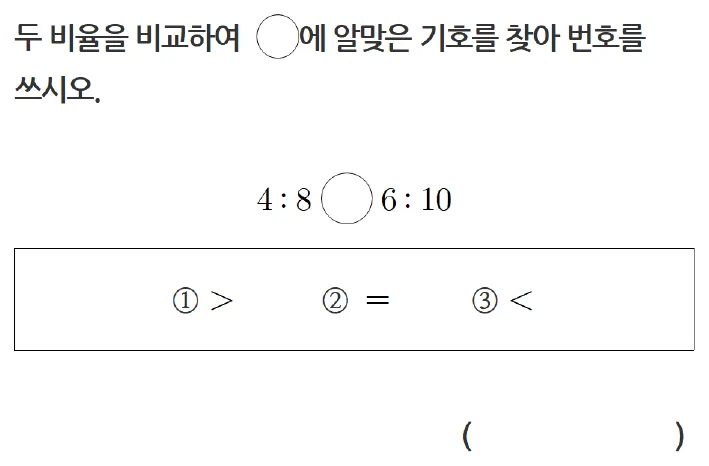 두 비율을 비교하여 ◯에 알맞은 기호를 찾아 번호를
쓰시오.
4 : 8 ◯ 6 : 10
① > ② = ③ <
( )